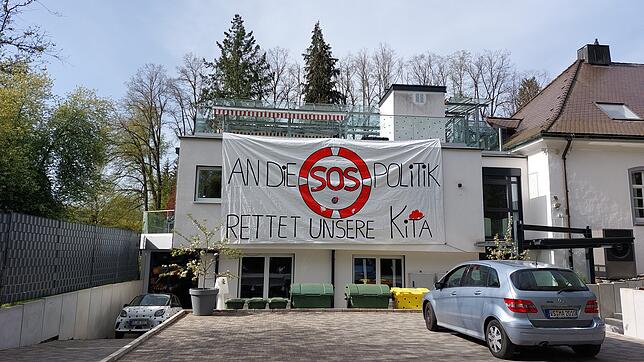 AN DiE SOS POLiTiK
RETTET UNSERE KiTA